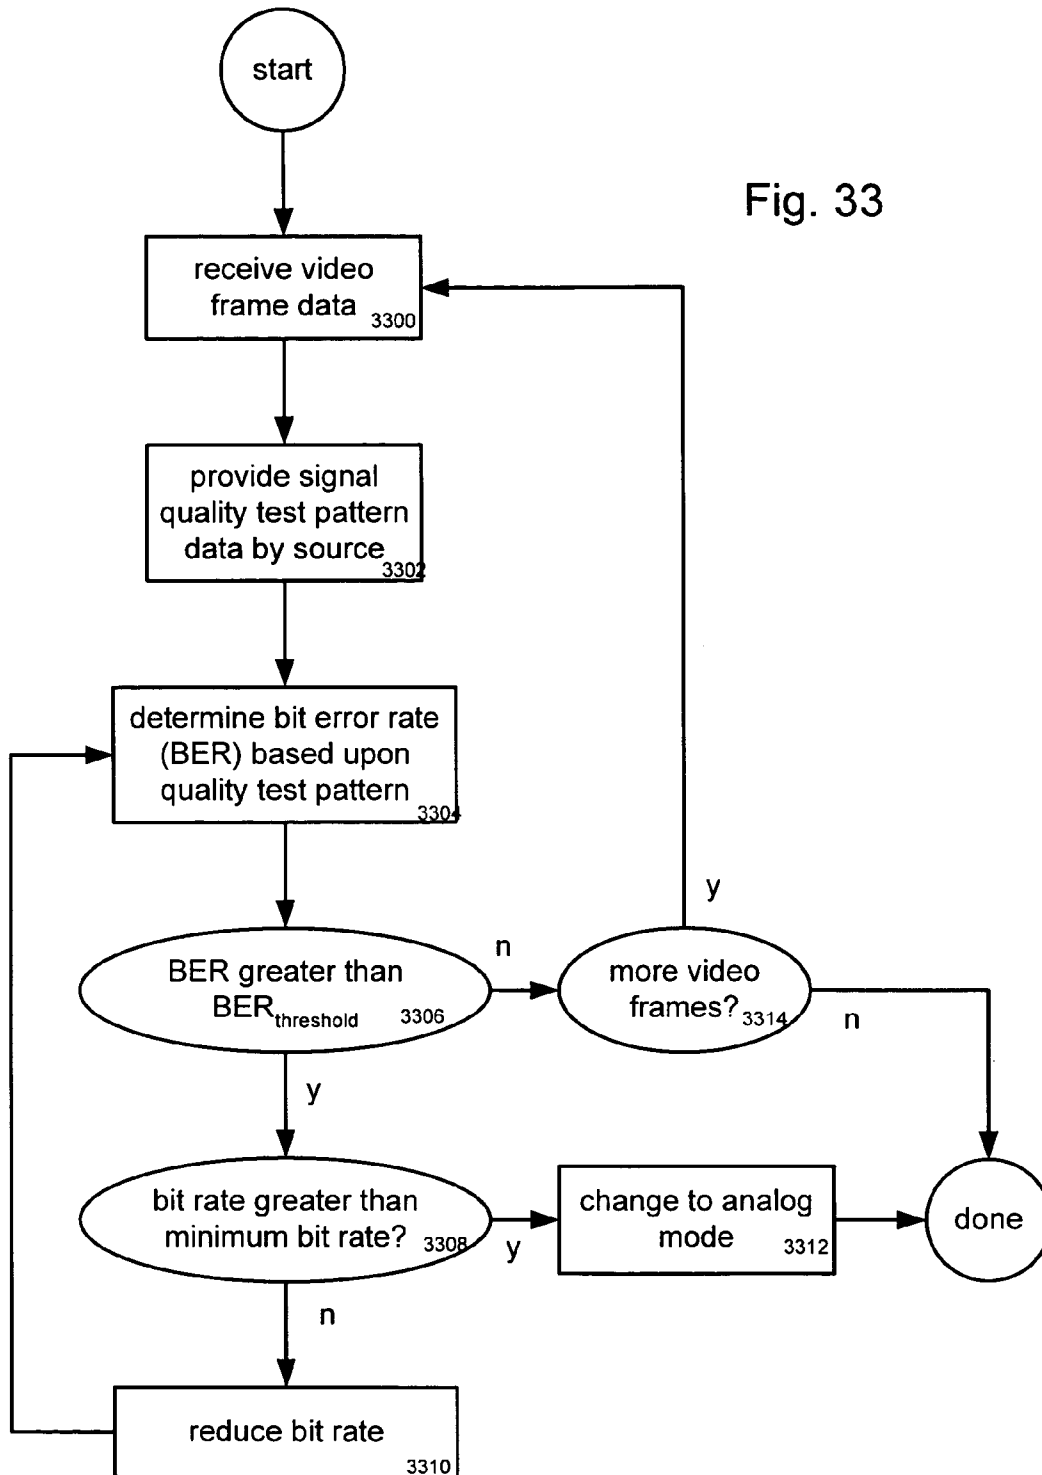 start
Fig. 33
receive video
frame data
3300
provide signal
quality test pattern
data by source
3302
determine bit error rate
(BER) based upon
quality test pattern
3304
y
n
BER greater than
BERthreshold
3306
more video
frames?
3314
n
y
bit rate greater than
minimum bit rate?
3308
y
change to analog
mode
3312
done
n
reduce bit rate
3310